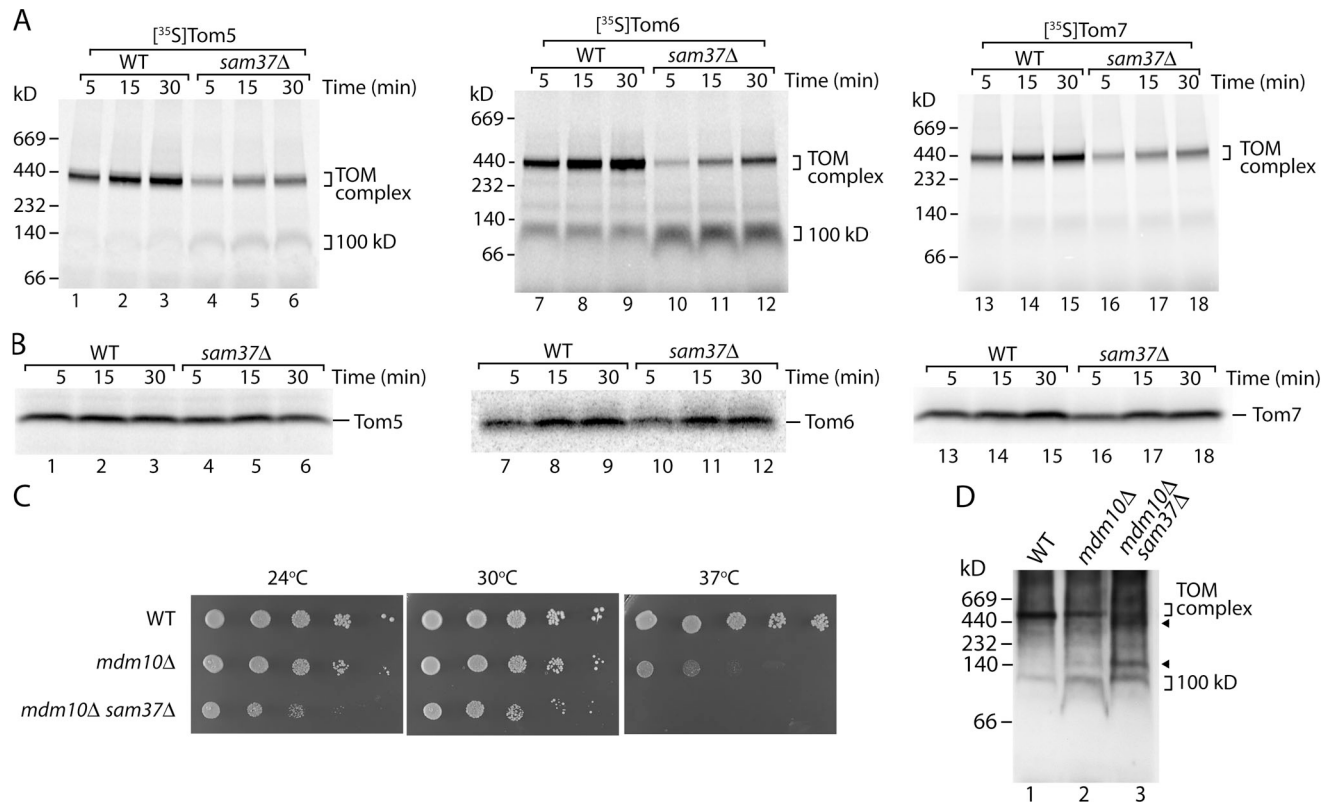 A
[³⁵S]Tom5
WT sam37Δ
5 15 30 5 15 30 Time (min)
kD
669
440
232
140
66
TOM
complex
100 kD
1 2 3 4 5 6
[³⁵S]Tom6
WT sam37Δ
5 15 30 5 15 30 Time (min)
kD
669
440
232
140
66
TOM
complex
100 kD
7 8 9 10 11 12
[³⁵S]Tom7
WT sam37Δ
5 15 30 5 15 30 Time (min)
kD
669
440
232
140
66
TOM
complex
13 14 15 16 17 18
B
WT sam37Δ
5 15 30 5 15 30 Time (min)
Tom5
1 2 3 4 5 6
WT sam37Δ
5 15 30 5 15 30 Time (min)
Tom6
7 8 9 10 11 12
WT sam37Δ
5 15 30 5 15 30 Time (min)
Tom7
13 14 15 16 17 18
C
24°C 30°C 37°C
WT
mdm10Δ
mdm10Δ sam37Δ
D
WT
mdm10Δ
mdm10Δ
sam37Δ
kD
669
440
232
140
66
TOM
complex
100 kD
1 2 3